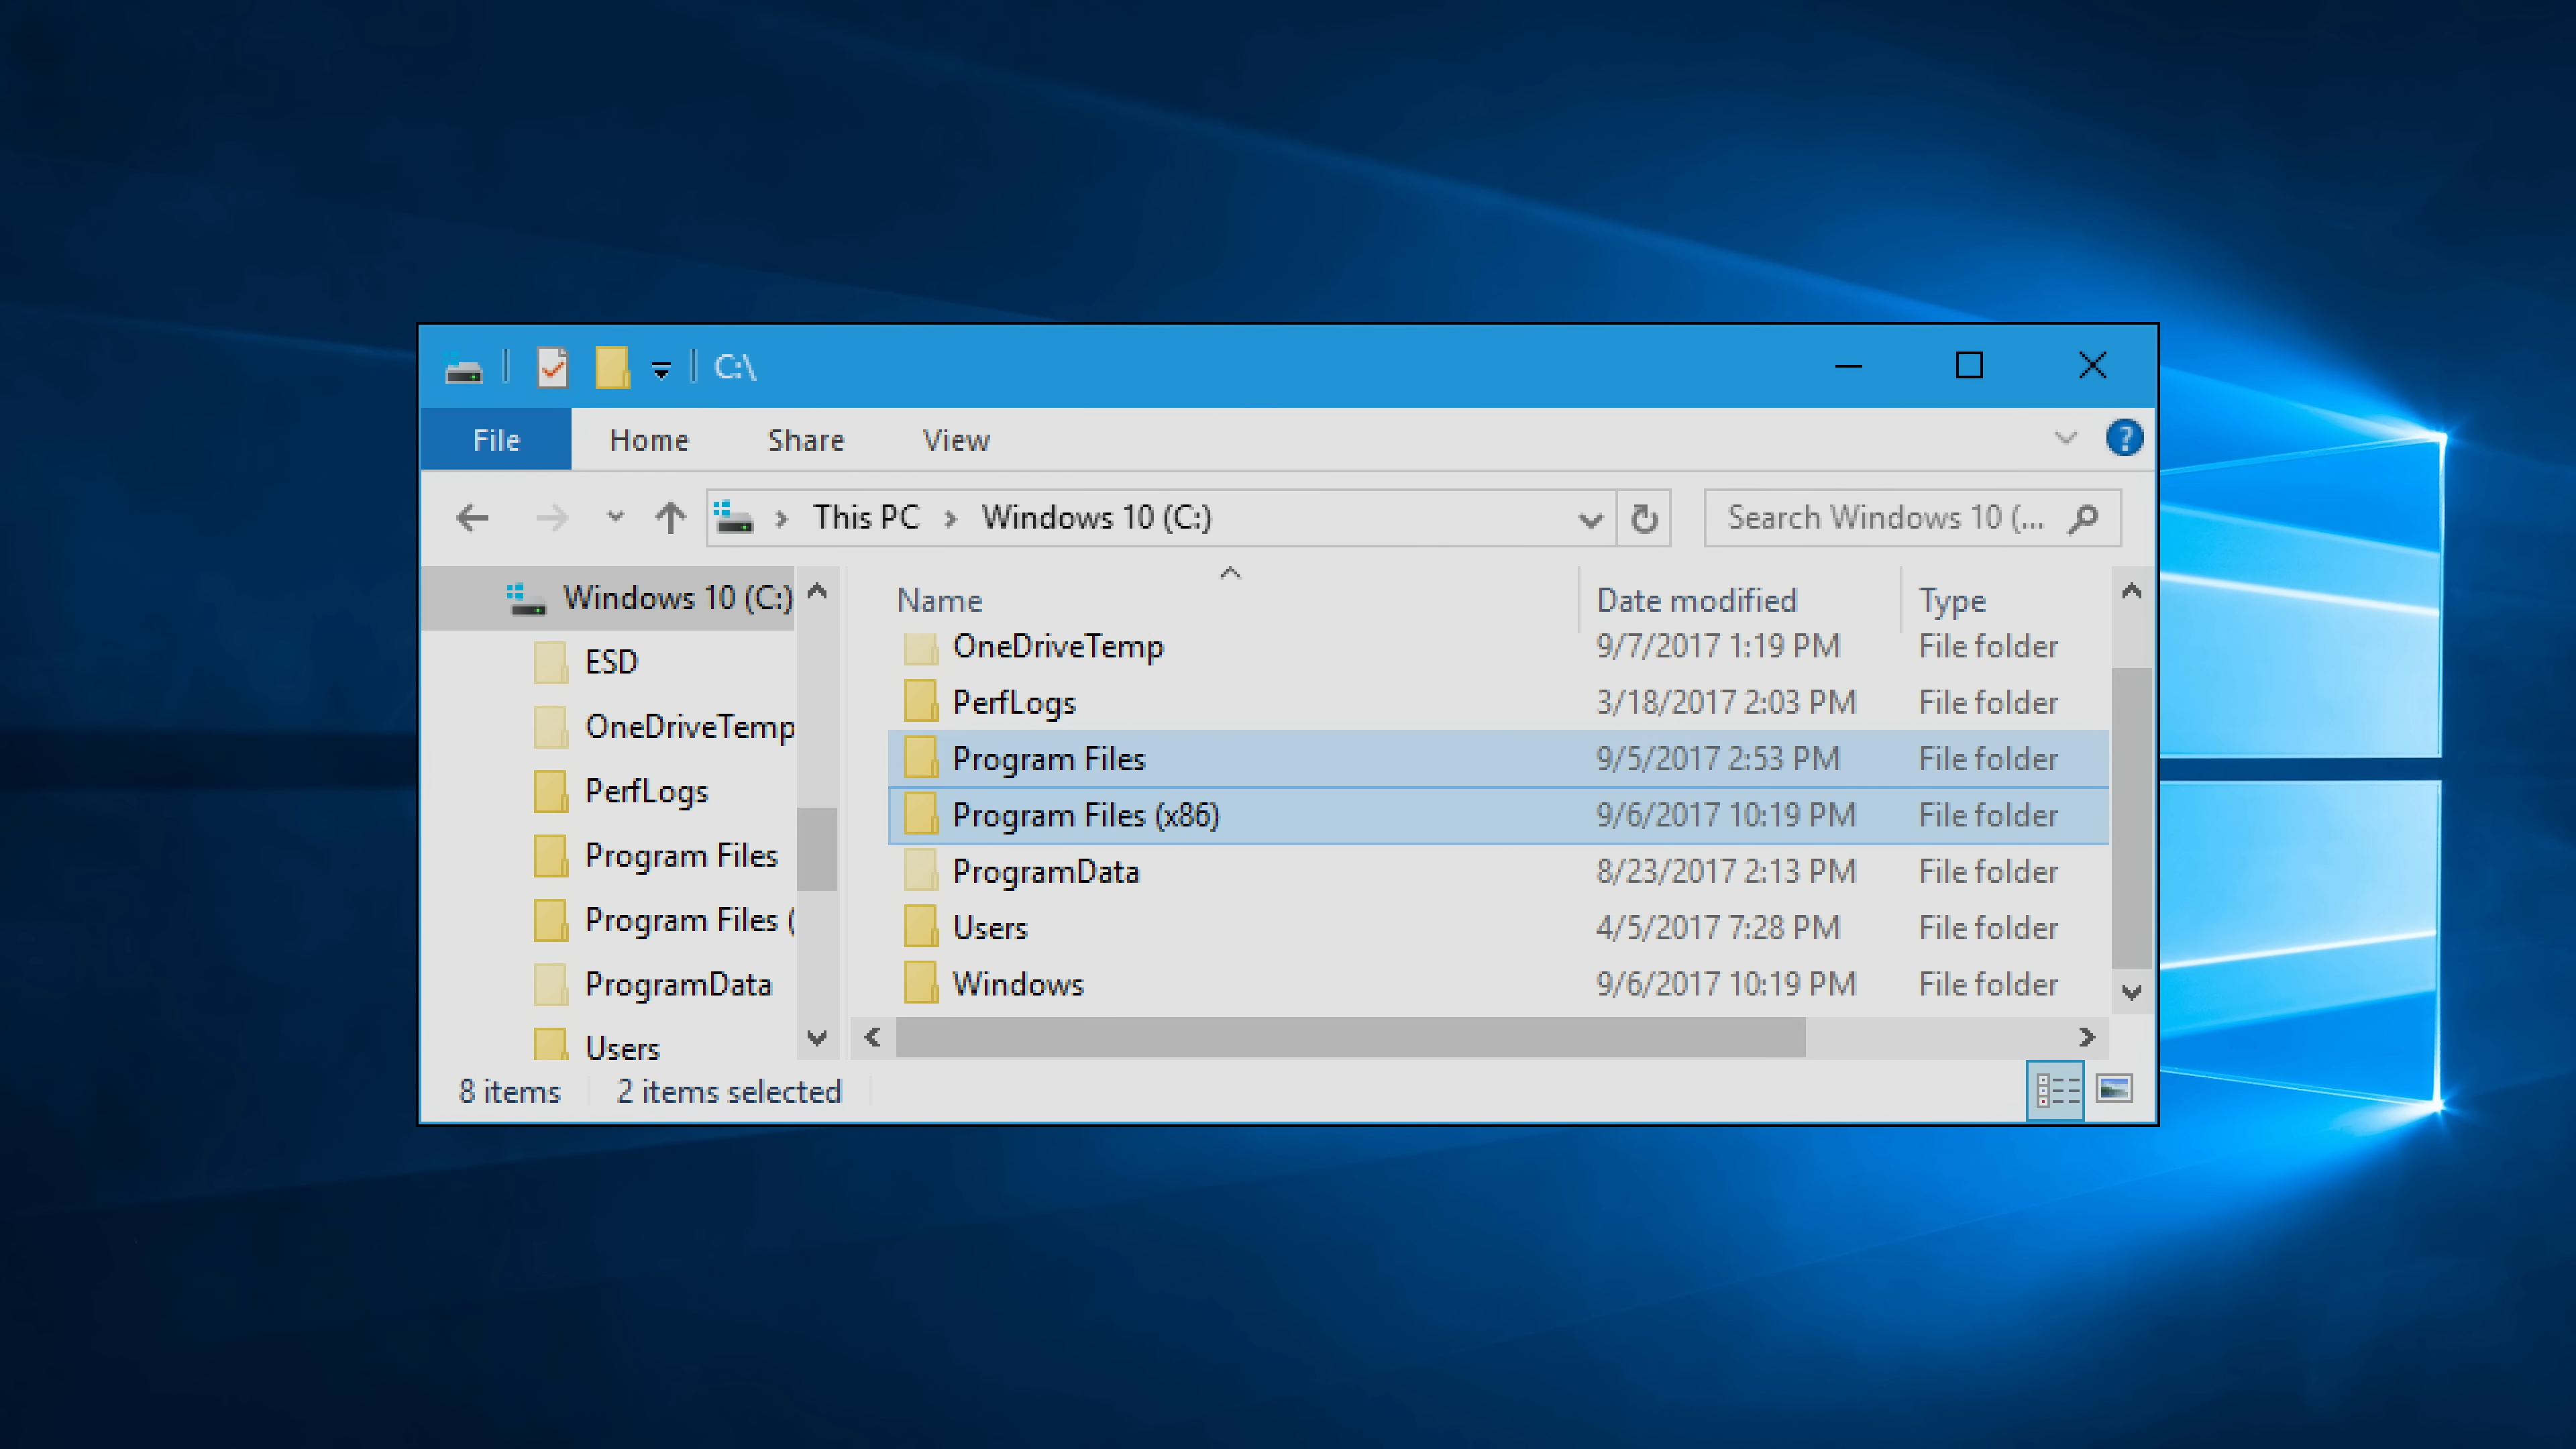 C:\
File Home Share View
This PC > Windows 10 (C:)
Search Windows 10 (...
Windows 10 (C:)
ESD
OneDriveTemp
PerfLogs
Program Files
Program Files (
ProgramData
Users
Name Date modified Type
OneDriveTemp 9/7/2017 1:19 PM File folder
PerfLogs 3/18/2017 2:03 PM File folder
Program Files 9/5/2017 2:53 PM File folder
Program Files (x86) 9/6/2017 10:19 PM File folder
ProgramData 8/23/2017 2:13 PM File folder
Users 4/5/2017 7:28 PM File folder
Windows 9/6/2017 10:19 PM File folder
8 items 2 items selected